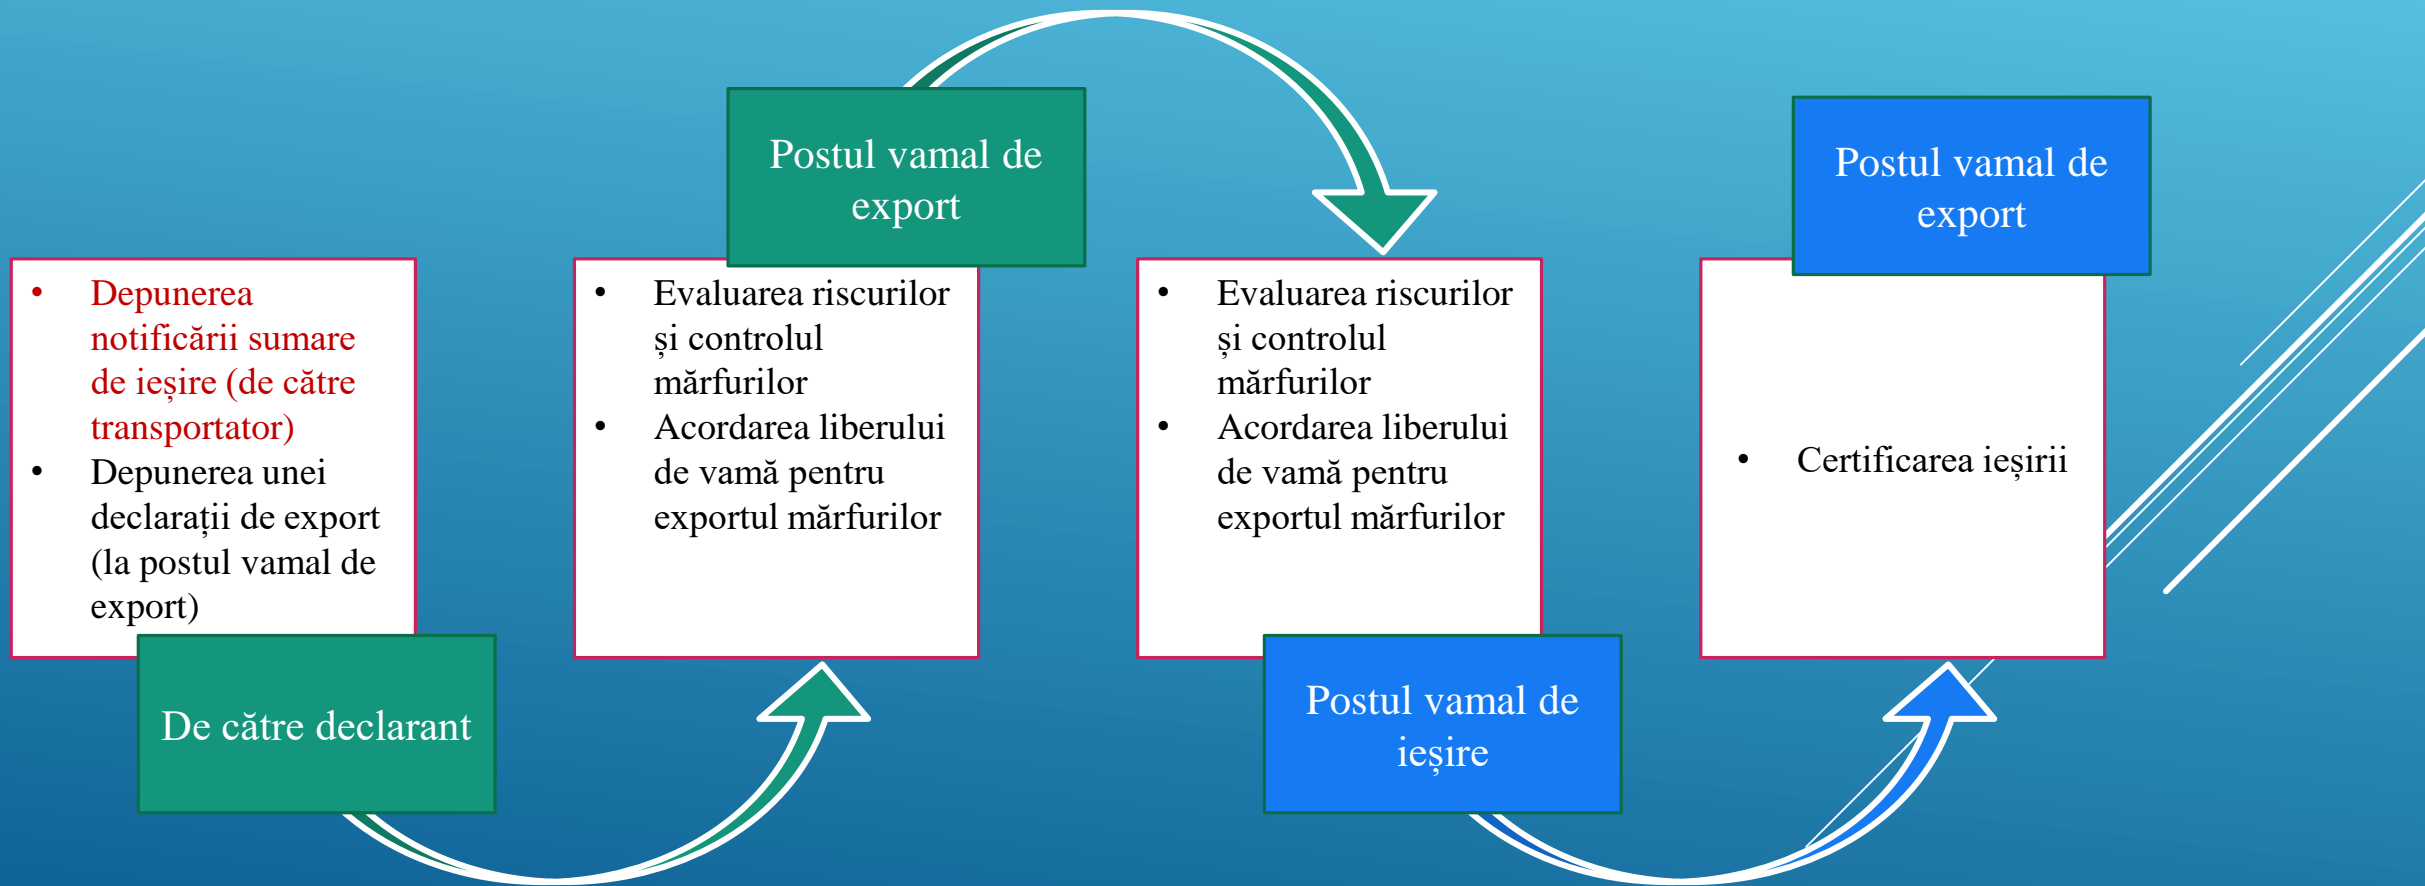 • Depunerea
notificării sumare
de ieșire (de către
transportator)
• Depunerea unei
declarații de export
(la postul vamal de
export)
De către declarant
Postul vamal de
export
• Evaluarea riscurilor
și controlul
mărfurilor
• Acordarea liberului
de vamă pentru
exportul mărfurilor
• Evaluarea riscurilor
și controlul
mărfurilor
• Acordarea liberului
de vamă pentru
exportul mărfurilor
Postul vamal de
ieșire
Postul vamal de
export
• Certificarea ieșirii